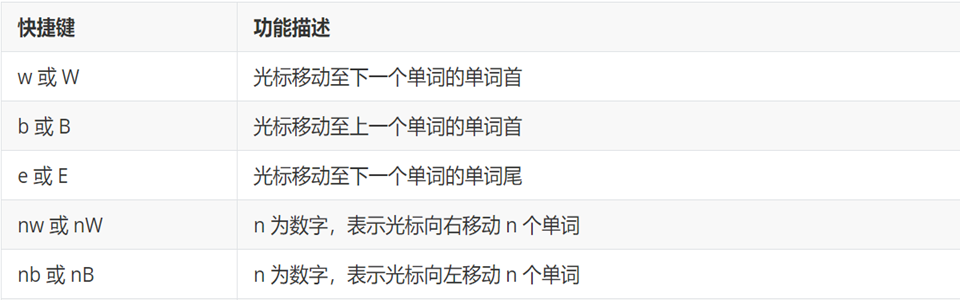 快捷键 功能描述
w 或 W 光标移动至下一个单词的单词首
b 或 B 光标移动至上一个单词的单词首
e 或 E 光标移动至下一个单词的单词尾
nw 或 nW n 为数字，表示光标向右移动 n 个单词
nb 或 nB n 为数字，表示光标向左移动 n 个单词